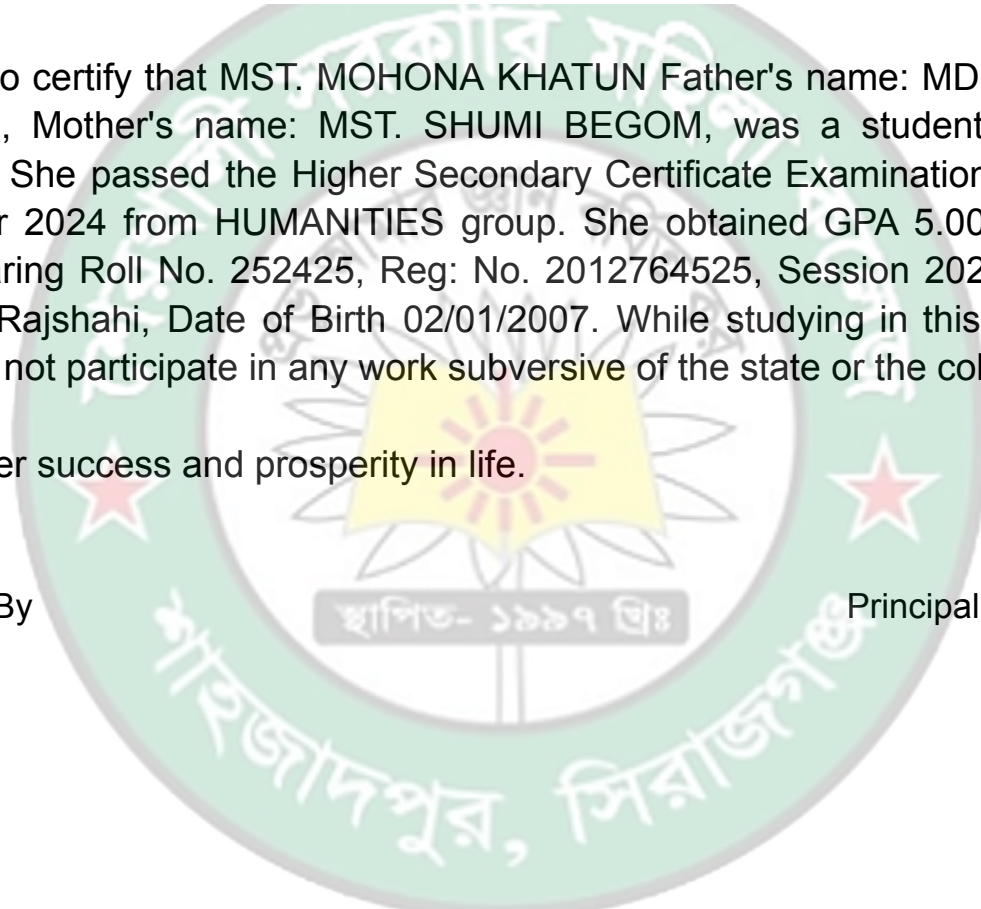 o certify that MST. MOHONA KHATUN Father's name: MD
, Mother's name: MST. SHUMI BEGOM, was a student
She passed the Higher Secondary Certificate Examination
r 2024 from HUMANITIES group. She obtained GPA 5.00
aring Roll No. 252425, Reg: No. 2012764525, Session 202
Rajshahi, Date of Birth 02/01/2007. While studying in this
not participate in any work subversive of the state or the col
er success and prosperity in life.
By
Principal
সরকারি মহিলা
স্থাপিত- ১৯৯৭ খ্রিঃ
শাহজাদপুর, সিরাজগঞ্জ